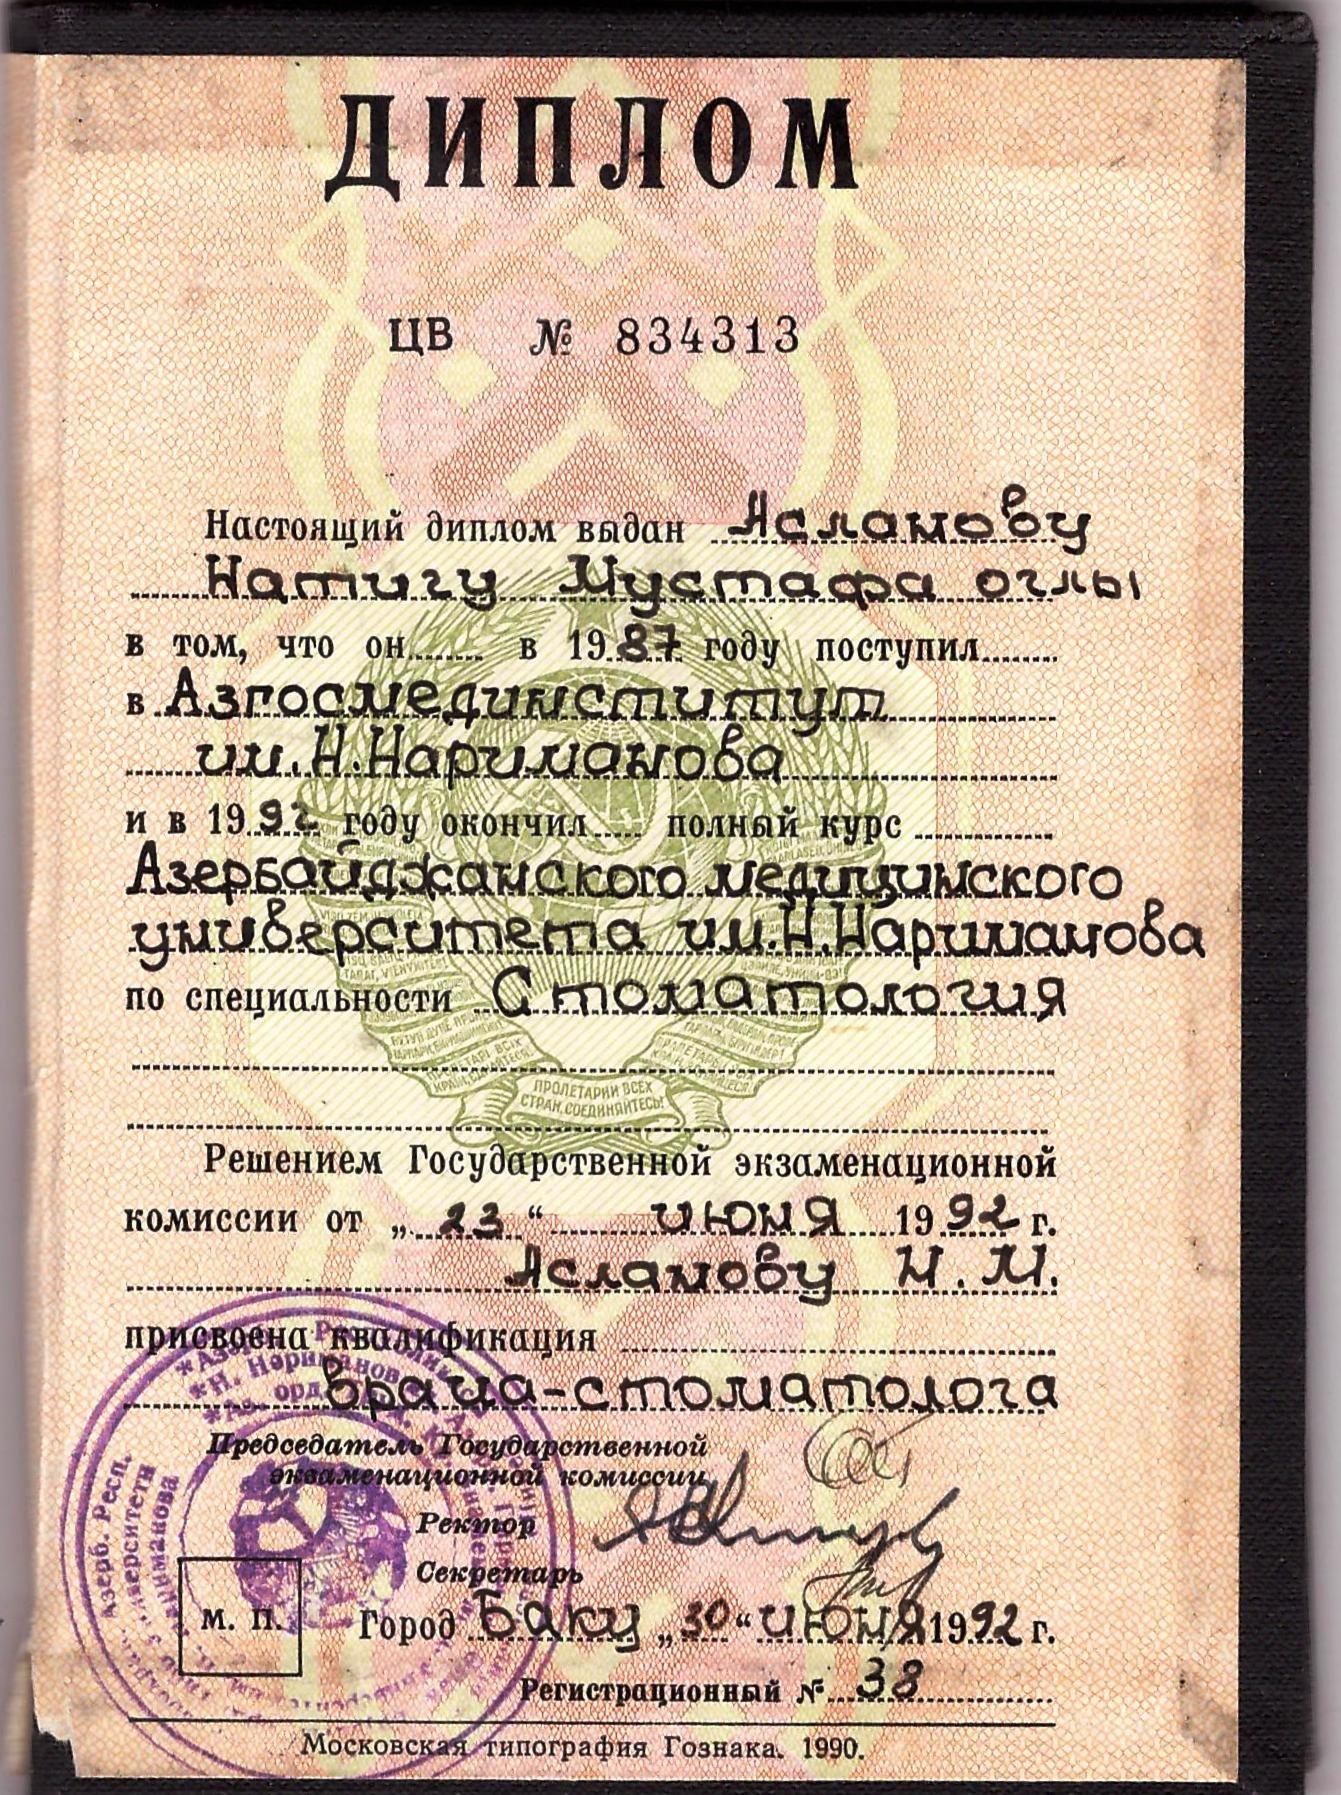 ДИПЛОМ
ЦВ № 834313
Настоящий диплом выдан Асланову
Натигу Мустафа оглы
в том, что он в 1987 году поступил
в Азгосмединститут
им. Н. Нариманова
и в 1992 году окончил полный курс
Азербайджанского медицинского
университета им. Н. Нариманова
по специальности Стоматология
ПРОЛЕТАРИИ ВСЕХ
СТРАН, СОЕДИНЯЙТЕСЬ!
Решением Государственной экзаменационной
комиссии от „23“ июня 1992 г.
Асланову Н. М.
присвоена квалификация
врача-стоматолога
Председатель Государственной
экзаменационной комиссии
Ректор
Секретарь
М. П.
Город Баку „30“ июня 1992 г.
Регистрационный № 38
Московская типография Гознака. 1990.